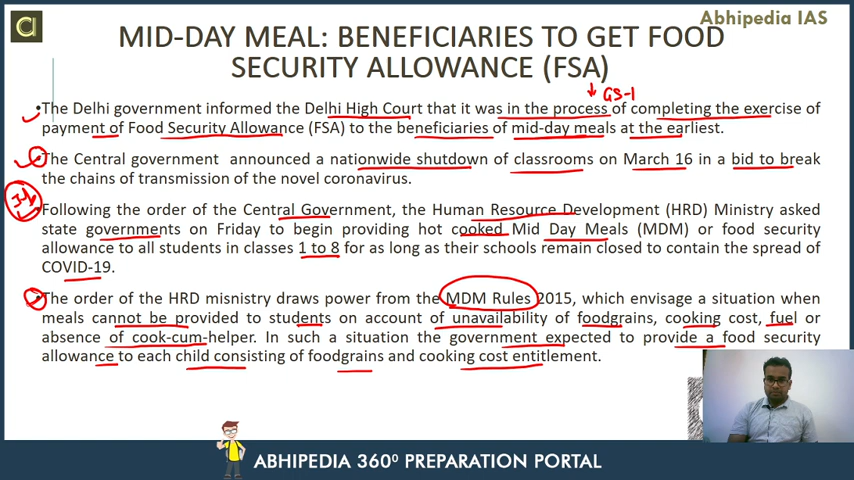 Abhipedia IAS
a
MID-DAY MEAL: BENEFICIARIES TO GET FOOD
SECURITY ALLOWANCE (FSA)
GS-1
•The Delhi government informed the Delhi High Court that it was in the process of completing the exercise of
payment of Food Security Allowance (FSA) to the beneficiaries of mid-day meals at the earliest.
•The Central government announced a nationwide shutdown of classrooms on March 16 in a bid to break
the chains of transmission of the novel coronavirus.
Following the order of the Central Government, the Human Resource Development (HRD) Ministry asked
state governments on Friday to begin providing hot cooked Mid Day Meals (MDM) or food security
allowance to all students in classes 1 to 8 for as long as their schools remain closed to contain the spread of
COVID-19.
•The order of the HRD misnistry draws power from the MDM Rules 2015, which envisage a situation when
meals cannot be provided to students on account of unavailability of foodgrains, cooking cost, fuel or
absence of cook-cum-helper. In such a situation the government expected to provide a food security
allowance to each child consisting of foodgrains and cooking cost entitlement.
ABHIPEDIA 360⁰ PREPARATION PORTAL